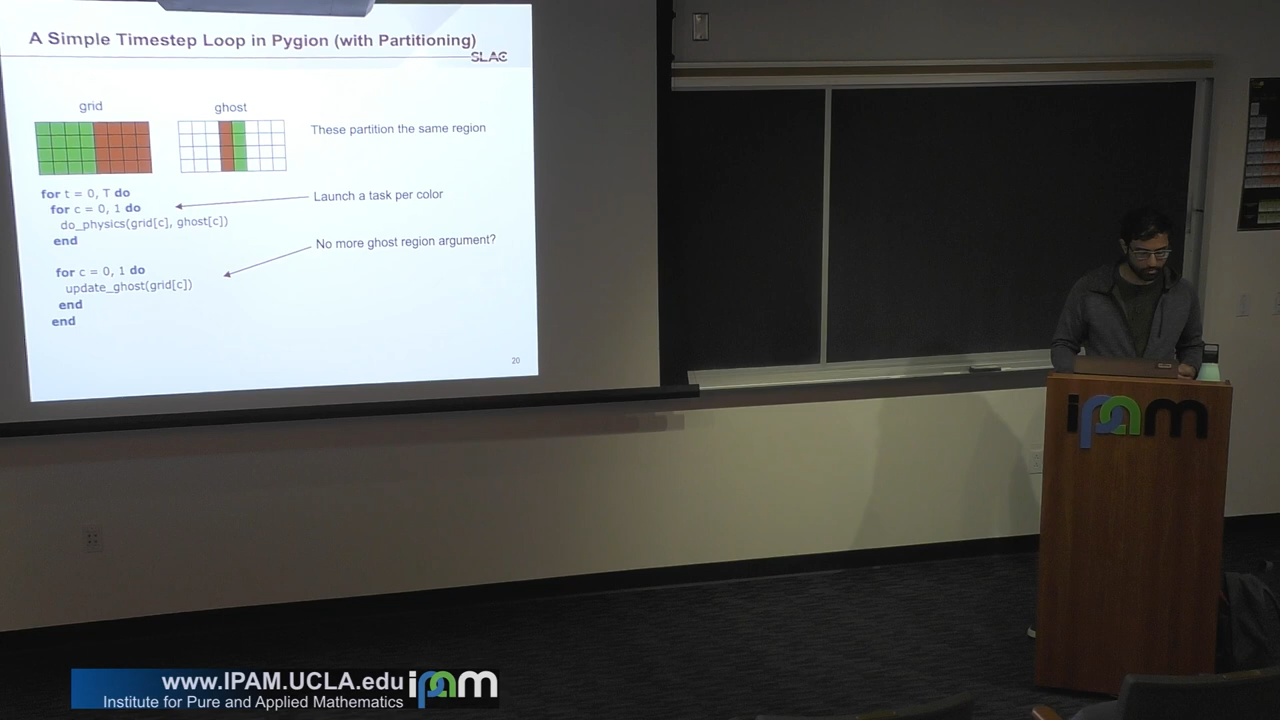 A Simple Timestep Loop in Pygion (with Partitioning)
SLAC
grid
ghost
These partition the same region
for t = 0, T do
for c = 0, 1 do
Launch a task per color
do_physics(grid[c], ghost[c])
end
No more ghost region argument?
for c = 0, 1 do
update_ghost(grid[c])
end
end
20
ipam
www.IPAM.UCLA.edu
Institute for Pure and Applied Mathematics
ipam